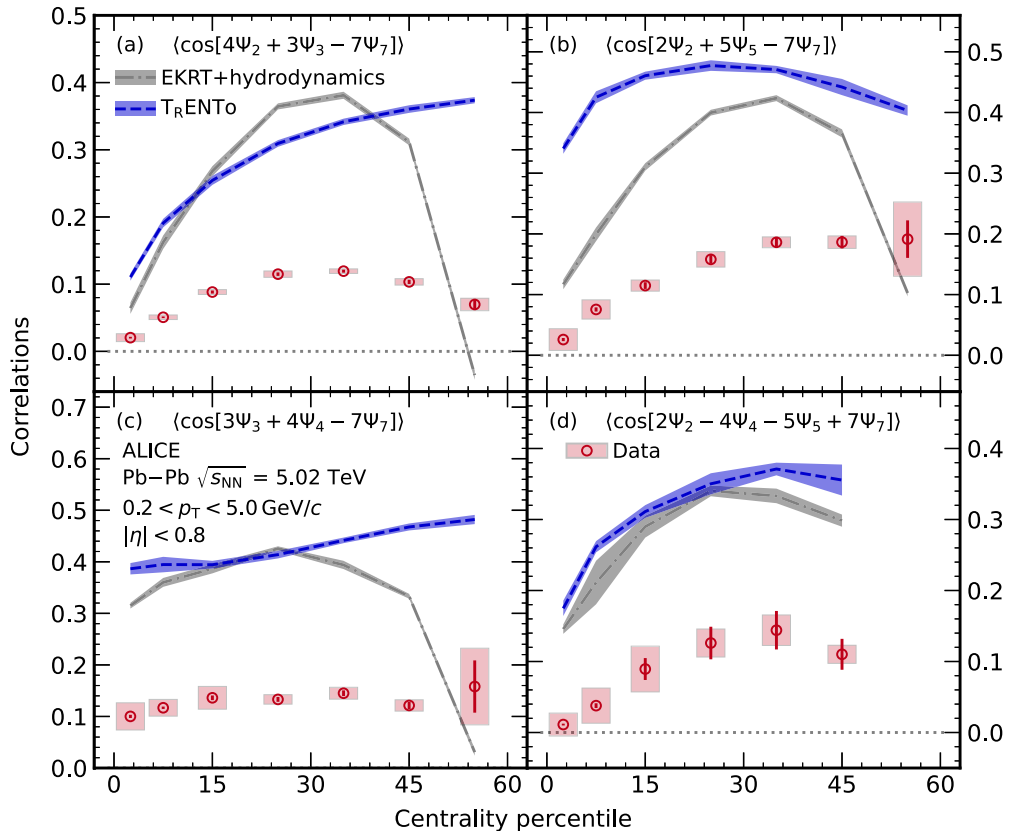 (a) ⟨cos[4Ψ₂ + 3Ψ₃ − 7Ψ₇]⟩
EKRT+hydrodynamics
TRENTo
0.5
0.4
0.3
0.2
0.1
0.0
(b) ⟨cos[2Ψ₂ + 5Ψ₅ − 7Ψ₇]⟩
0.5
0.4
0.3
0.2
0.1
0.0
Correlations
(c) ⟨cos[3Ψ₃ + 4Ψ₄ − 7Ψ₇]⟩
ALICE
Pb−Pb √sNN = 5.02 TeV
0.2 < pT < 5.0 GeV/c
|η| < 0.8
0.7
0.6
0.5
0.4
0.3
0.2
0.1
0.0
0 15 30 45 60
(d) ⟨cos[2Ψ₂ − 4Ψ₄ − 5Ψ₅ + 7Ψ₇]⟩
Data
0.4
0.3
0.2
0.1
0.0
0 15 30 45 60
Centrality percentile